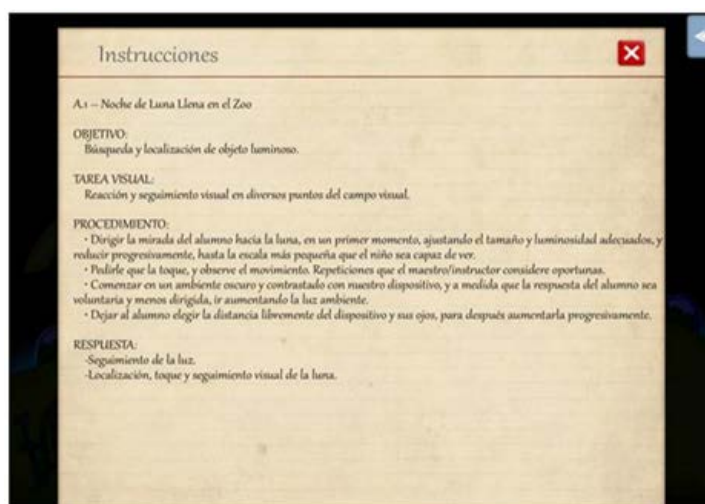 Instrucciones
A.1 – Noche de Luna Llena en el Zoo
OBJETIVO:
Búsqueda y localización de objeto luminoso.
TAREA VISUAL:
Reacción y seguimiento visual en diversos puntos del campo visual.
PROCEDIMIENTO:
• Dirigir la mirada del alumno hacia la luna, en un primer momento, ajustando el tamaño y luminosidad adecuados, y
reducir progresivamente, hasta la escala más pequeña que el niño sea capaz de ver.
• Pedirle que la toque, y observe el movimiento. Repeticiones que el maestro/instructor considere oportunas.
• Comenzar en un ambiente oscuro y contrastado con nuestro dispositivo, y a medida que la respuesta del alumno sea
voluntaria y menos dirigida, ir aumentando la luz ambiente.
• Dejar al alumno elegir la distancia libremente del dispositivo y sus ojos, para después aumentarla progresivamente.
RESPUESTA:
-Seguimiento de la luz.
-Localización, toque y seguimiento visual de la luna.